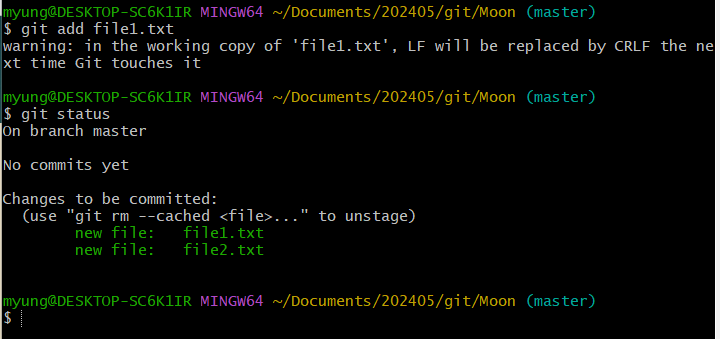 myung@DESKTOP-SC6K1IR MINGW64 ~/Documents/202405/git/Moon (master)
$ git add file1.txt
warning: in the working copy of 'file1.txt', LF will be replaced by CRLF the ne
xt time Git touches it
myung@DESKTOP-SC6K1IR MINGW64 ~/Documents/202405/git/Moon (master)
$ git status
On branch master
No commits yet
Changes to be committed:
  (use "git rm --cached <file>..." to unstage)
        new file:   file1.txt
        new file:   file2.txt
myung@DESKTOP-SC6K1IR MINGW64 ~/Documents/202405/git/Moon (master)
$